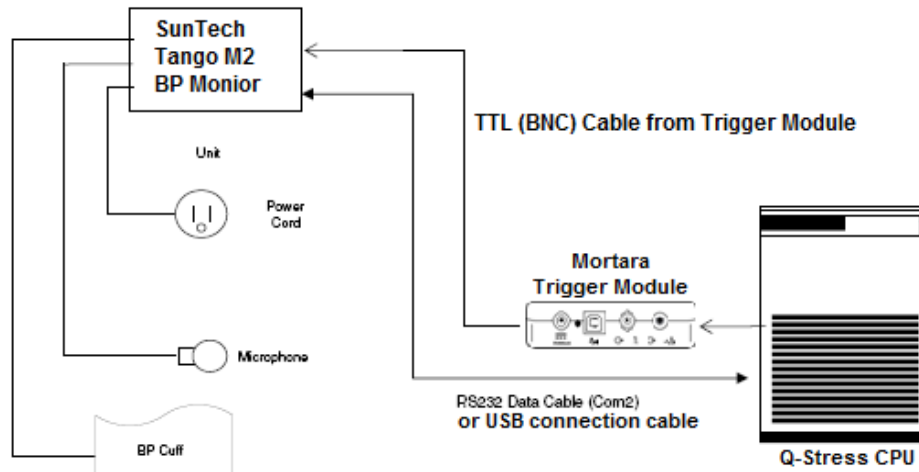 SunTech
Tango M2
BP Monior
TTL (BNC) Cable from Trigger Module
Unit
Power
Cord
Mortara
Trigger Module
Microphone
RS232 Data Cable (Com2)
or USB connection cable
BP Cuff
Q-Stress CPU